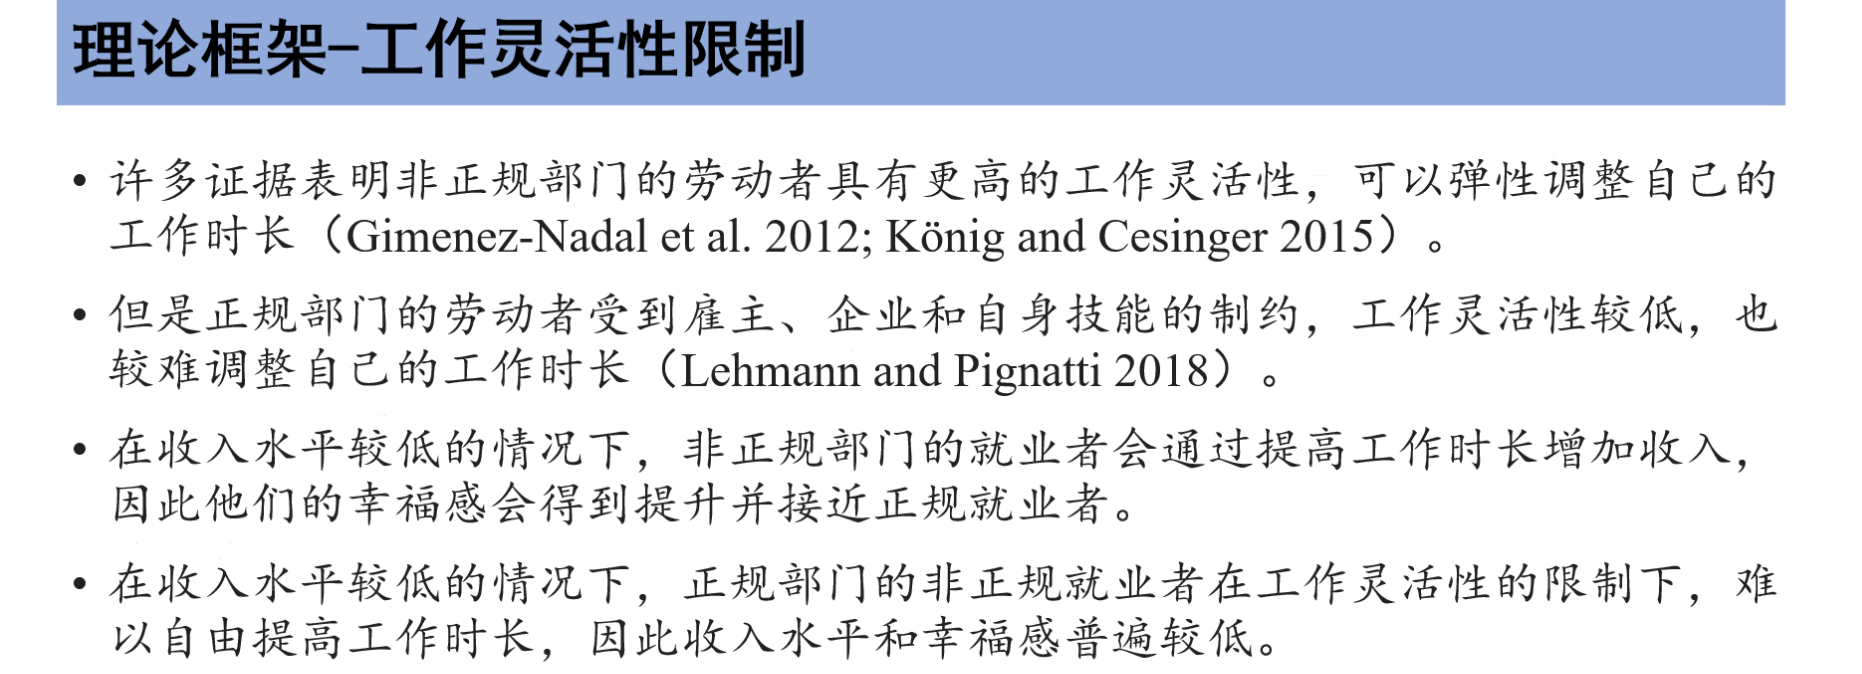 理论框架-工作灵活性限制
• 许多证据表明非正规部门的劳动者具有更高的工作灵活性，可以弹性调整自己的
工作时长（Gimenez-Nadal et al. 2012; König and Cesinger 2015）。
• 但是正规部门的劳动者受到雇主、企业和自身技能的制约，工作灵活性较低，也
较难调整自己的工作时长（Lehmann and Pignatti 2018）。
• 在收入水平较低的情况下，非正规部门的就业者会通过提高工作时长增加收入，
因此他们的幸福感会得到提升并接近正规就业者。
• 在收入水平较低的情况下，正规部门的非正规就业者在工作灵活性的限制下，难
以自由提高工作时长，因此收入水平和幸福感普遍较低。